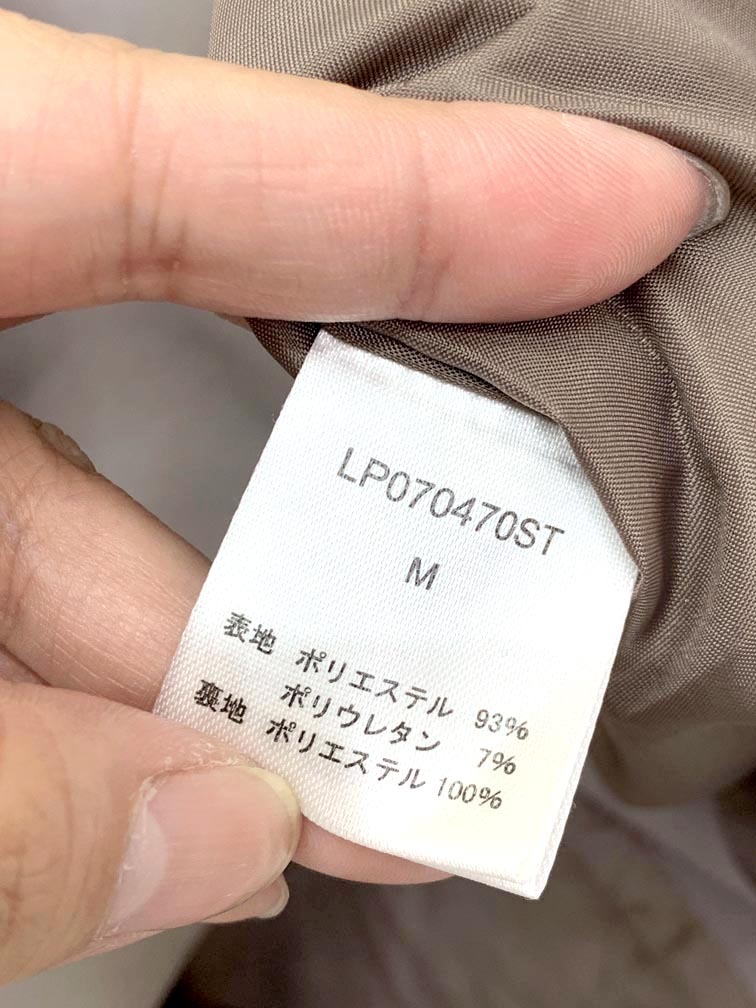 LP070470ST
M
表地 ポリエステル 93%
ポリウレタン 7%
裏地 ポリエステル 100%